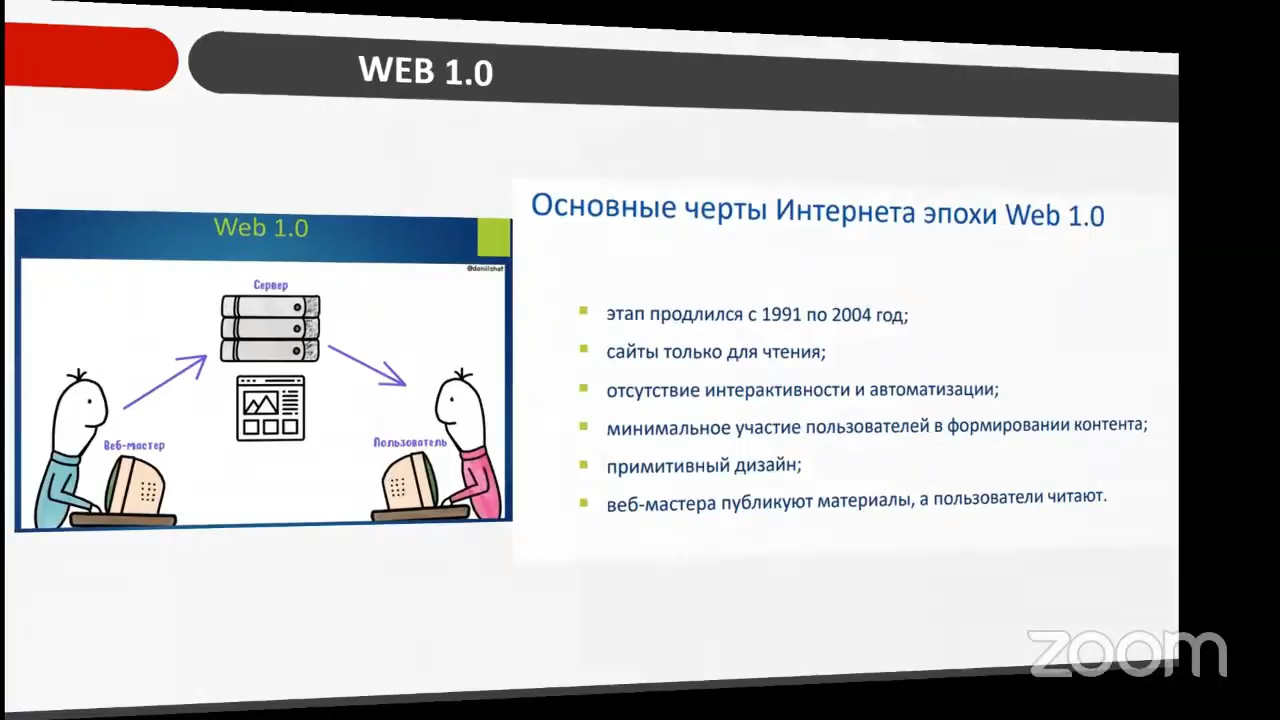 WEB 1.0
Web 1.0
@daniilshat
Сервер
Веб-мастер
Пользователь
Основные черты Интернета эпохи Web 1.0
этап продлился с 1991 по 2004 год;
сайты только для чтения;
отсутствие интерактивности и автоматизации;
минимальное участие пользователей в формировании контента;
примитивный дизайн;
веб-мастера публикуют материалы, а пользователи читают.
zoom